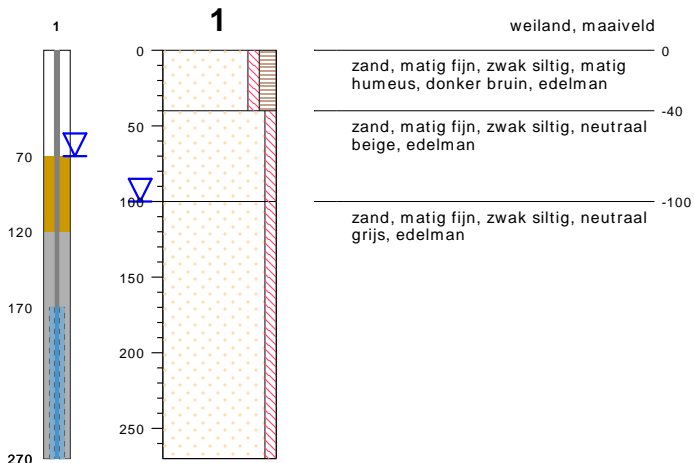 1
1
weiland, maaiveld
0
0
zand, matig fijn, zwak siltig, matig
humeus, donker bruin, edelman
-40
50
zand, matig fijn, zwak siltig, neutraal
beige, edelman
70
100
-100
zand, matig fijn, zwak siltig, neutraal
grijs, edelman
120
150
170
200
250
270